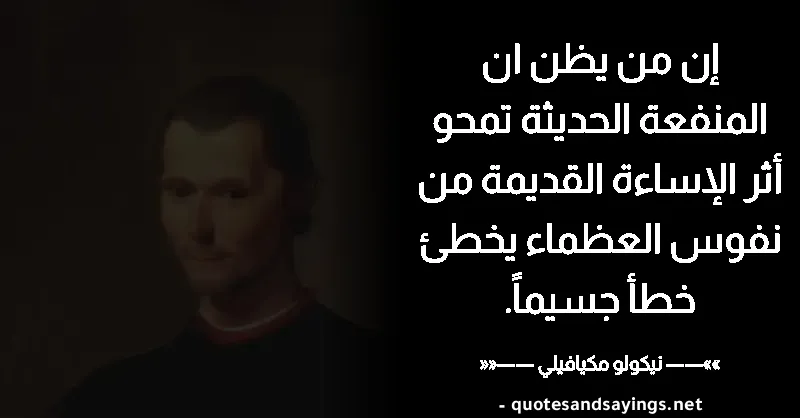 إن من يظن ان
المنفعة الحديثة تمحو
أثر الإساءة القديمة من
نفوس العظماء يخطئ
خطأ جسيماً.
»»—— نيكولو مكيافيلي ——««
- quotesandsayings.net